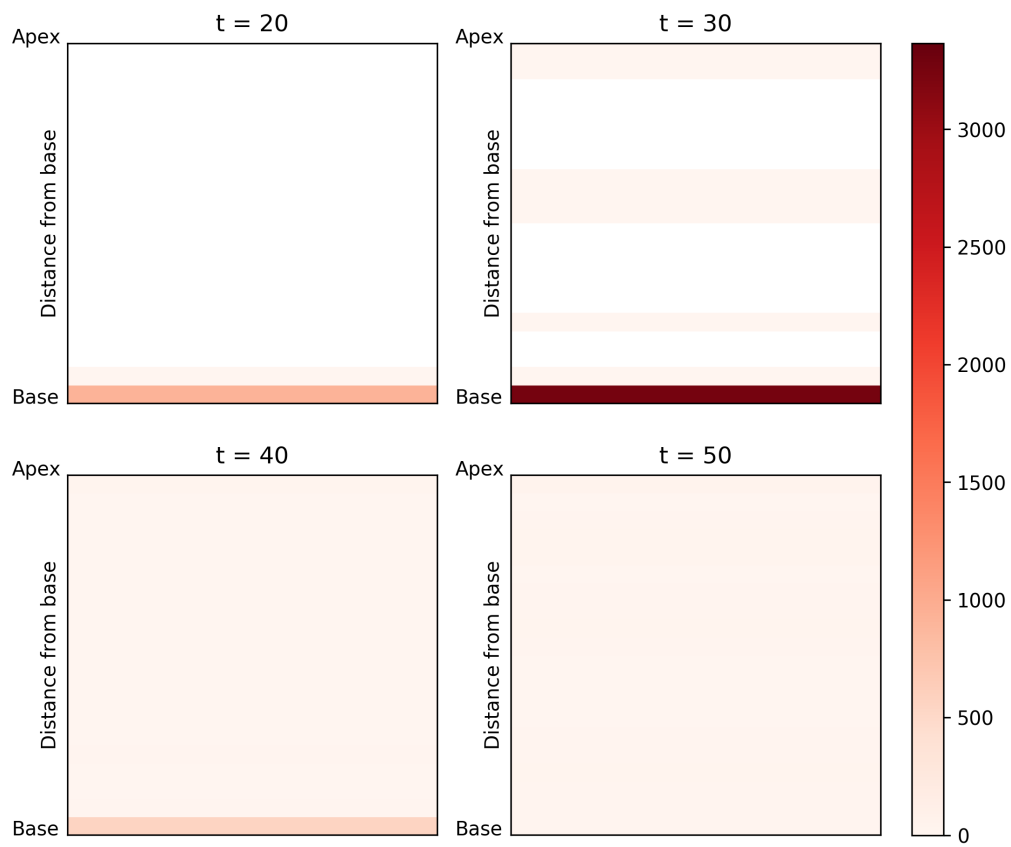 t = 20
Apex
Distance from base
Base
t = 30
Apex
Distance from base
Base
t = 40
Apex
Distance from base
Base
t = 50
Apex
Distance from base
Base
3000
2500
2000
1500
1000
500
0